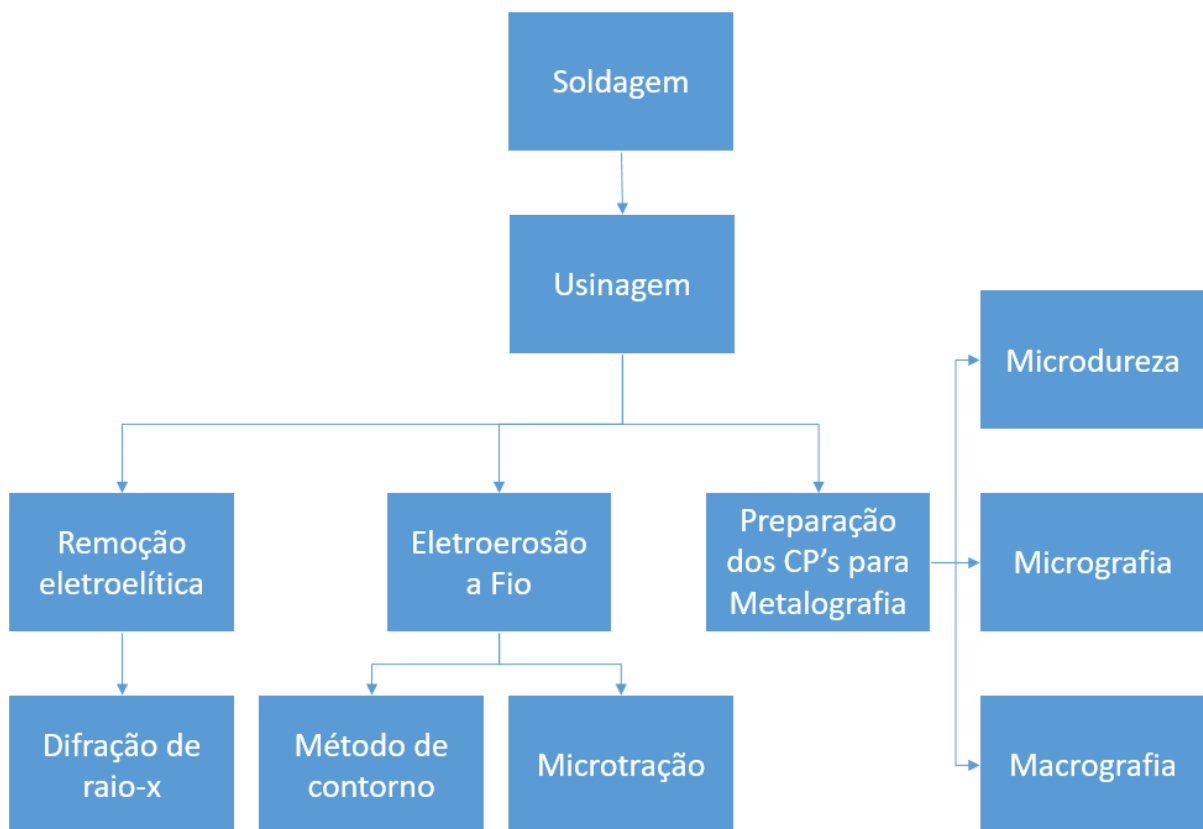 Soldagem
Usinagem
Microdureza
Remoção
eletroelítica
Eletroerosão
a Fio
Preparação
dos CP’s para
Metalografia
Micrografia
Difração de
raio-x
Método de
contorno
Microtração
Macrografia